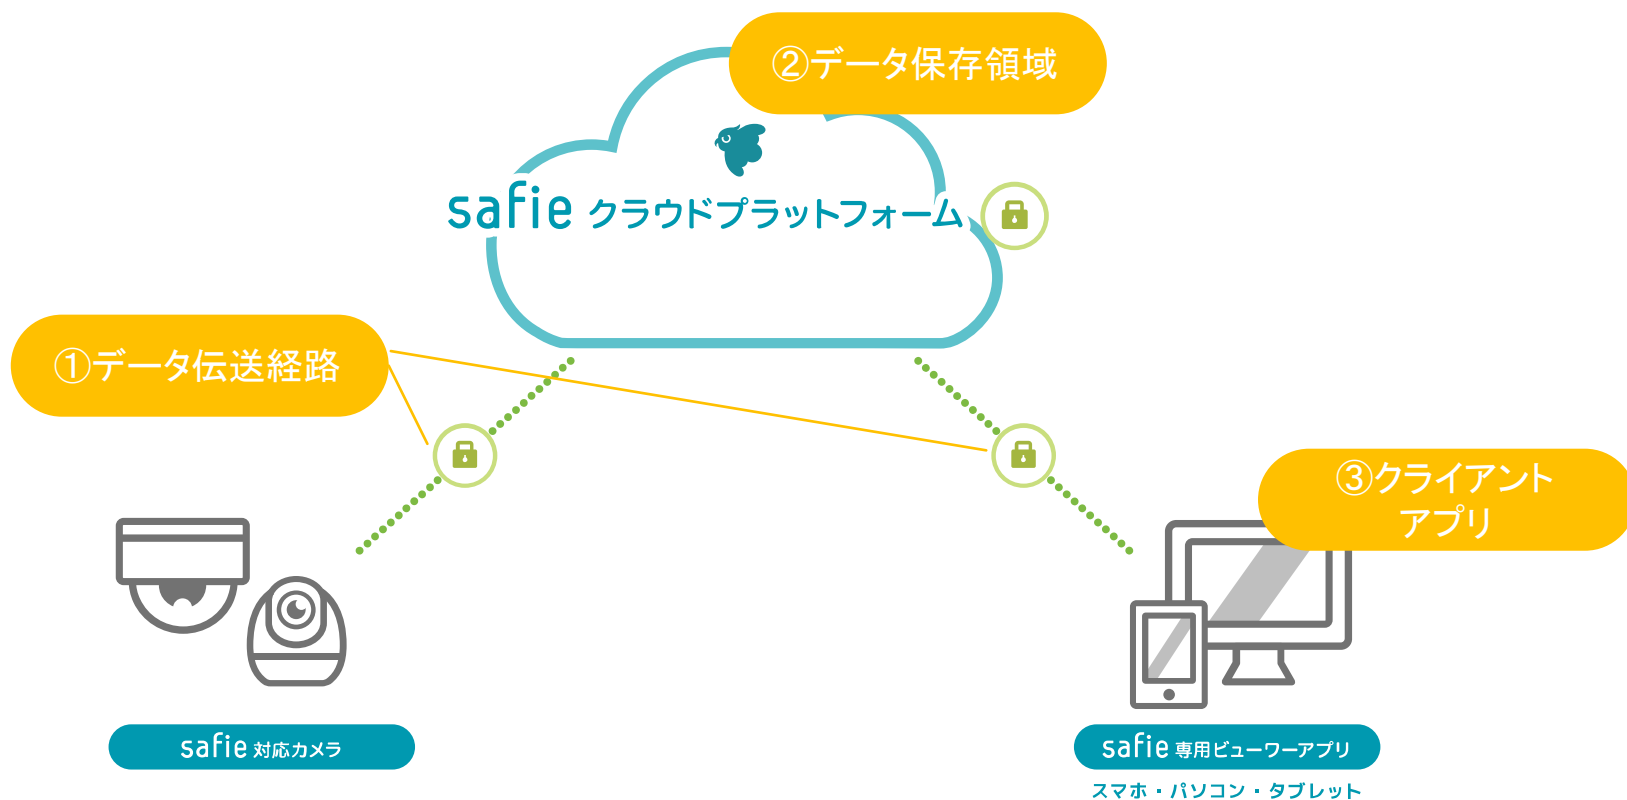 ②データ保存領域
safie クラウドプラットフォーム
①データ伝送経路
③クライアント
アプリ
safie 対応カメラ
safie 専用ビューワーアプリ
スマホ・パソコン・タブレット